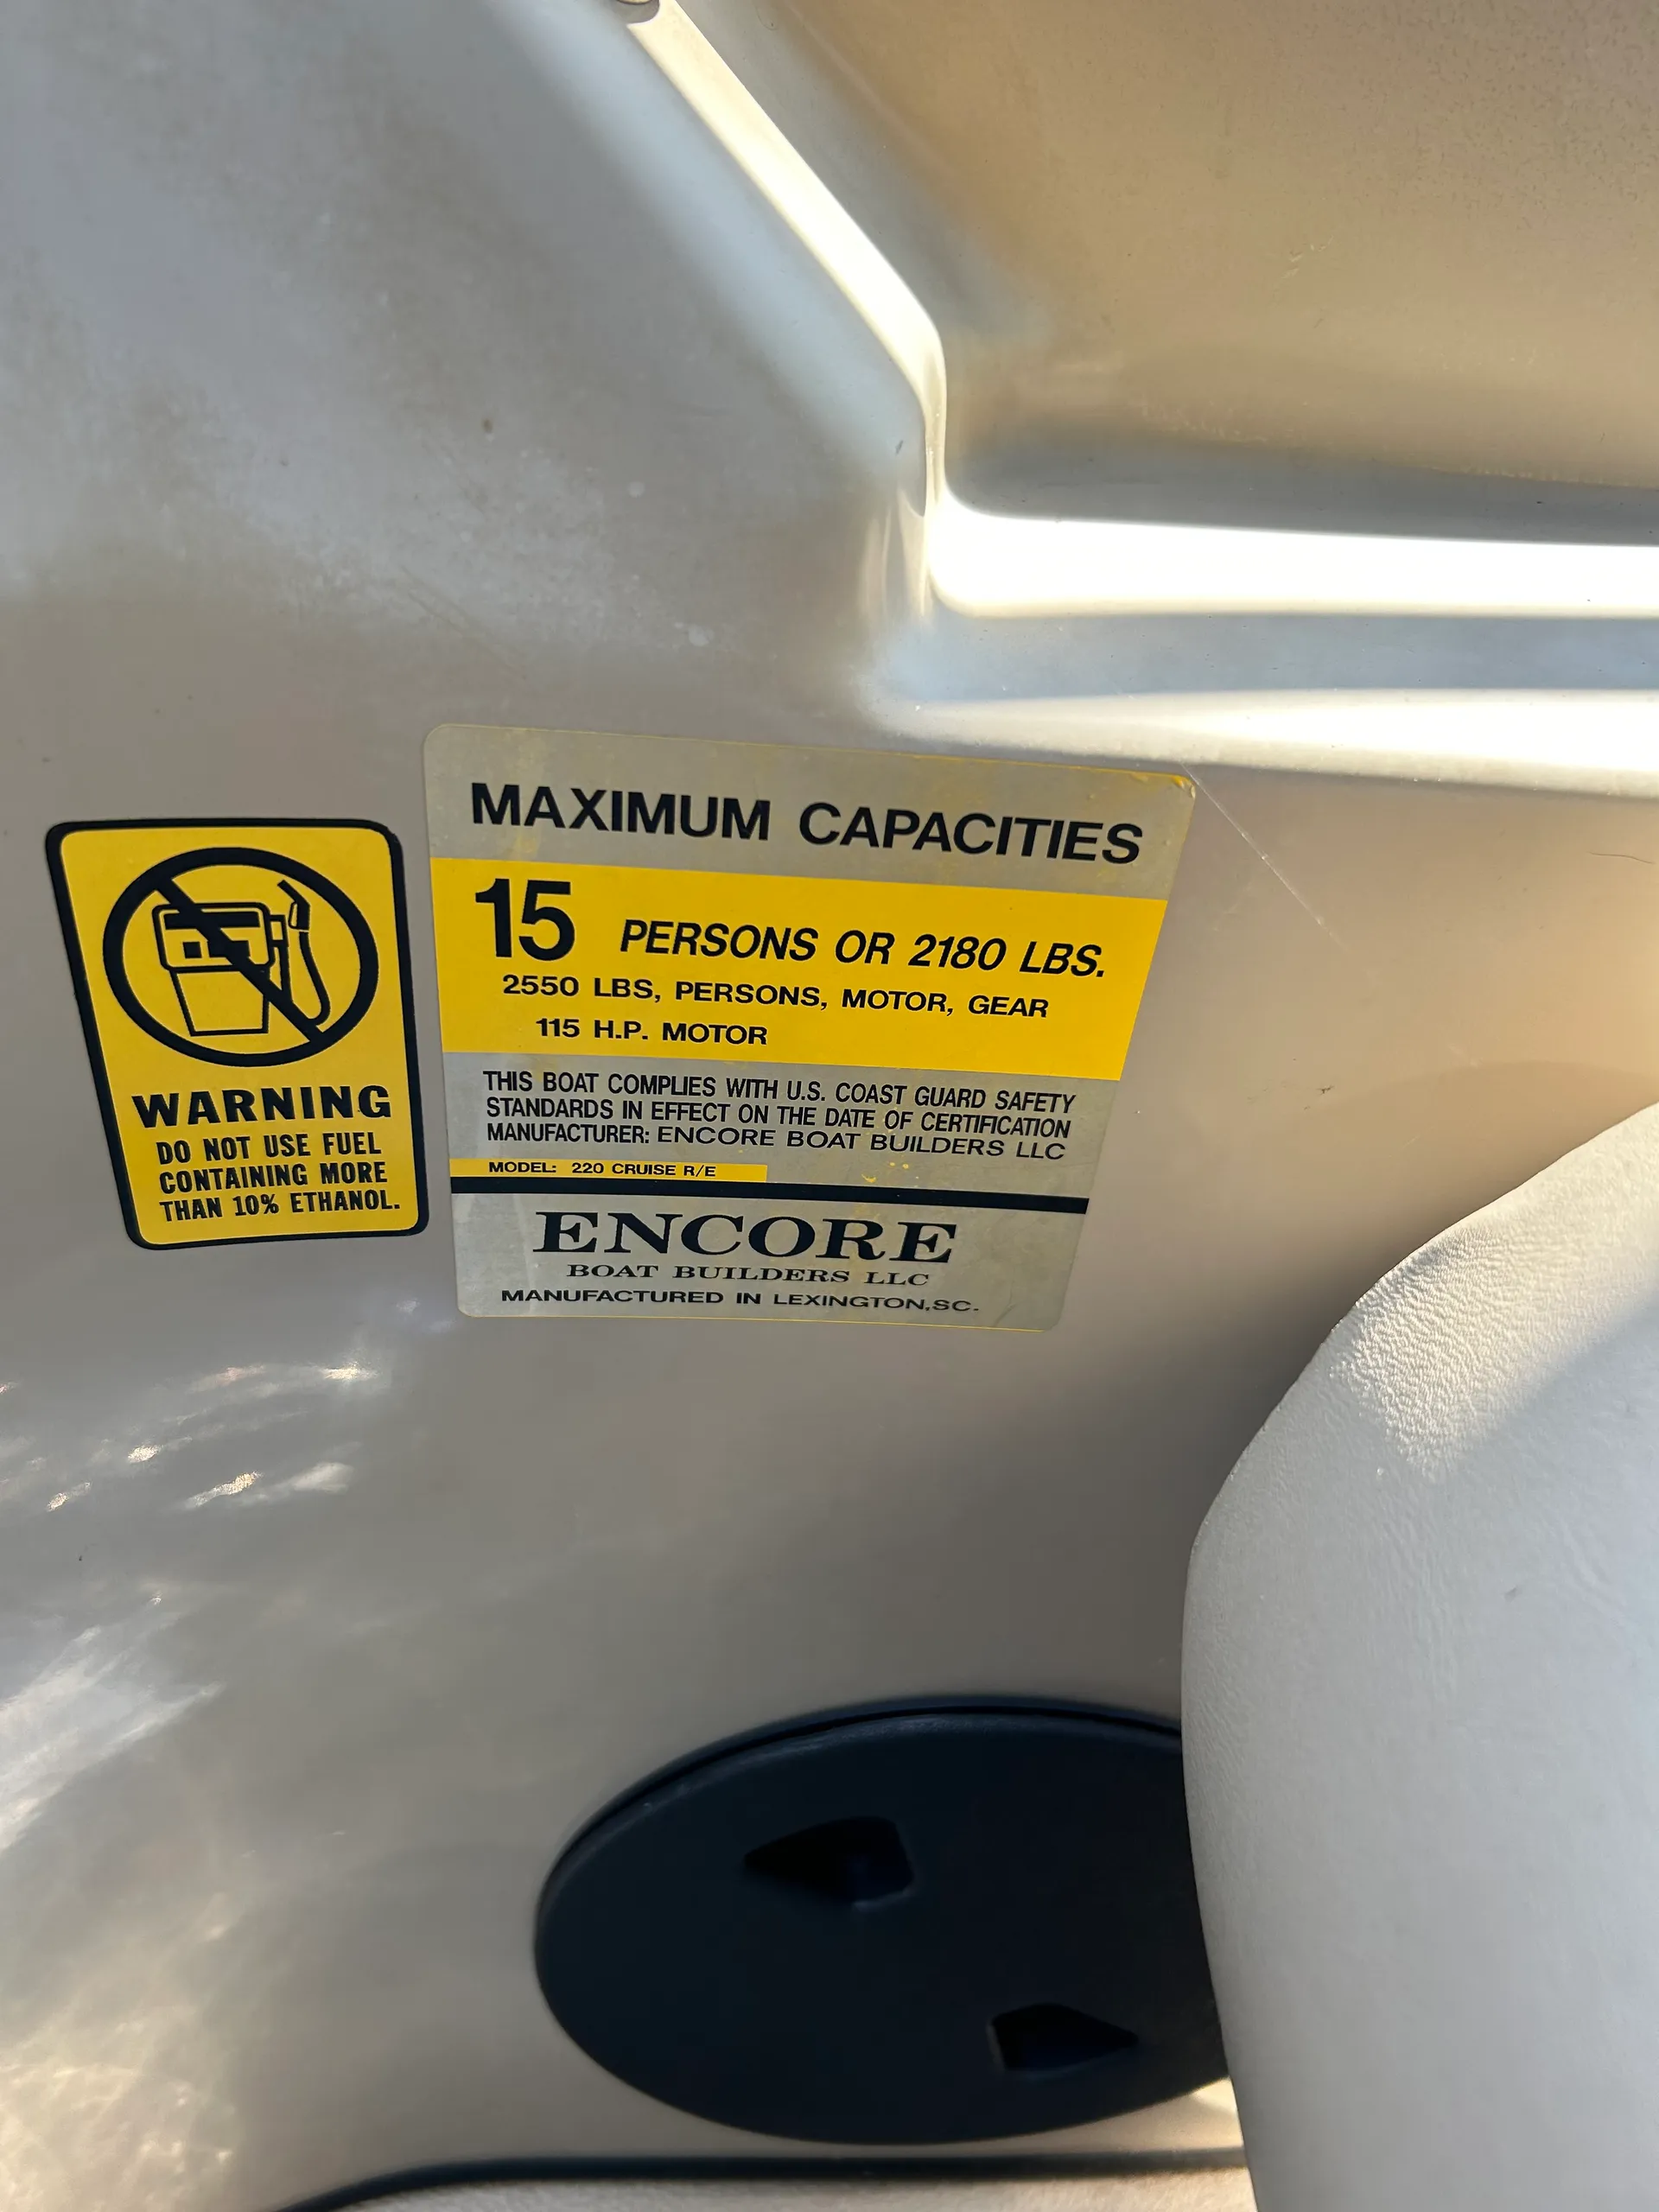 WARNING
DO NOT USE FUEL
CONTAINING MORE
THAN 10% ETHANOL.
MAXIMUM CAPACITIES
15 PERSONS OR 2180 LBS.
2550 LBS, PERSONS, MOTOR, GEAR
115 H.P. MOTOR
THIS BOAT COMPLIES WITH U.S. COAST GUARD SAFETY
STANDARDS IN EFFECT ON THE DATE OF CERTIFICATION
MANUFACTURER: ENCORE BOAT BUILDERS LLC
MODEL: 220 CRUISE R/E
ENCORE
BOAT BUILDERS LLC
MANUFACTURED IN LEXINGTON,SC.